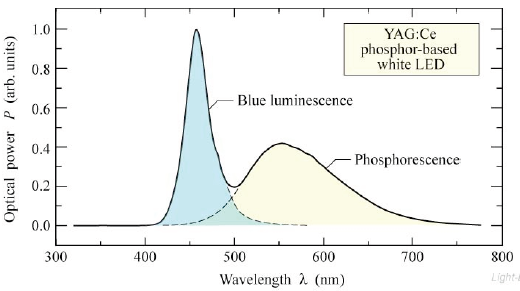 YAG:Ce
phosphor-based
white LED
Blue luminescence
Phosphorescence
Optical power P (arb. units)
1.0
0.8
0.6
0.4
0.2
0.0
300
400
500
600
700
800
Wavelength λ (nm)